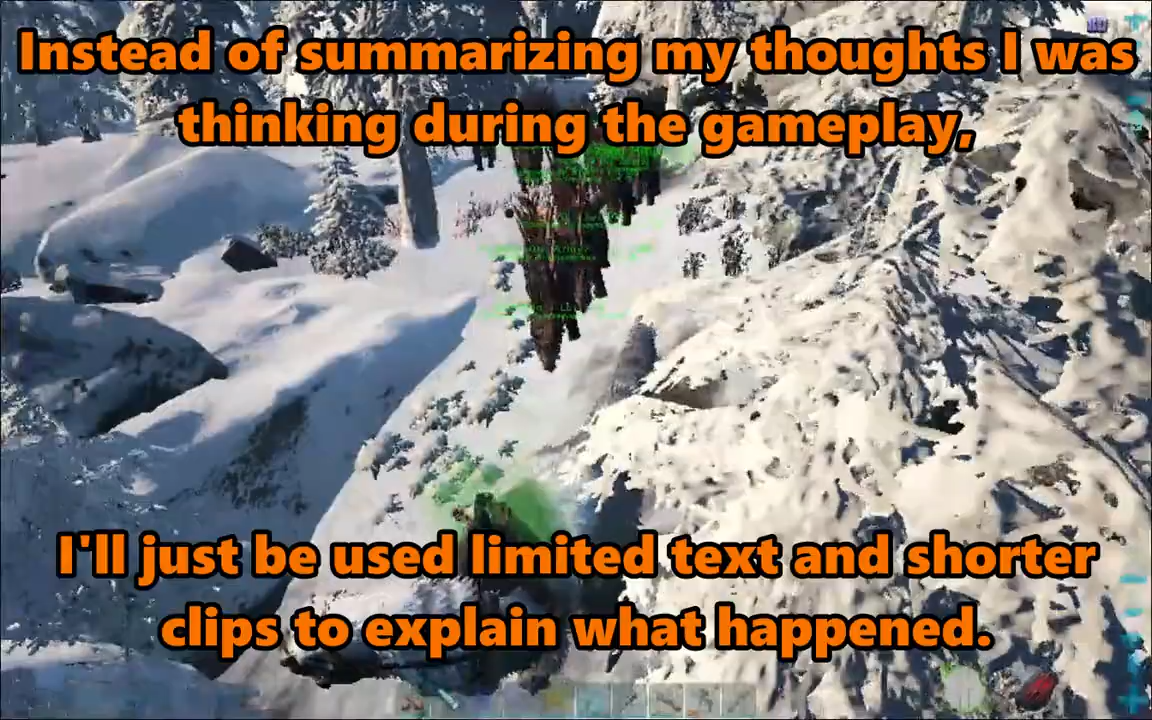 Instead of summarizing my thoughts I was
thinking during the gameplay,
I'll just be used limited text and shorter
clips to explain what happened.